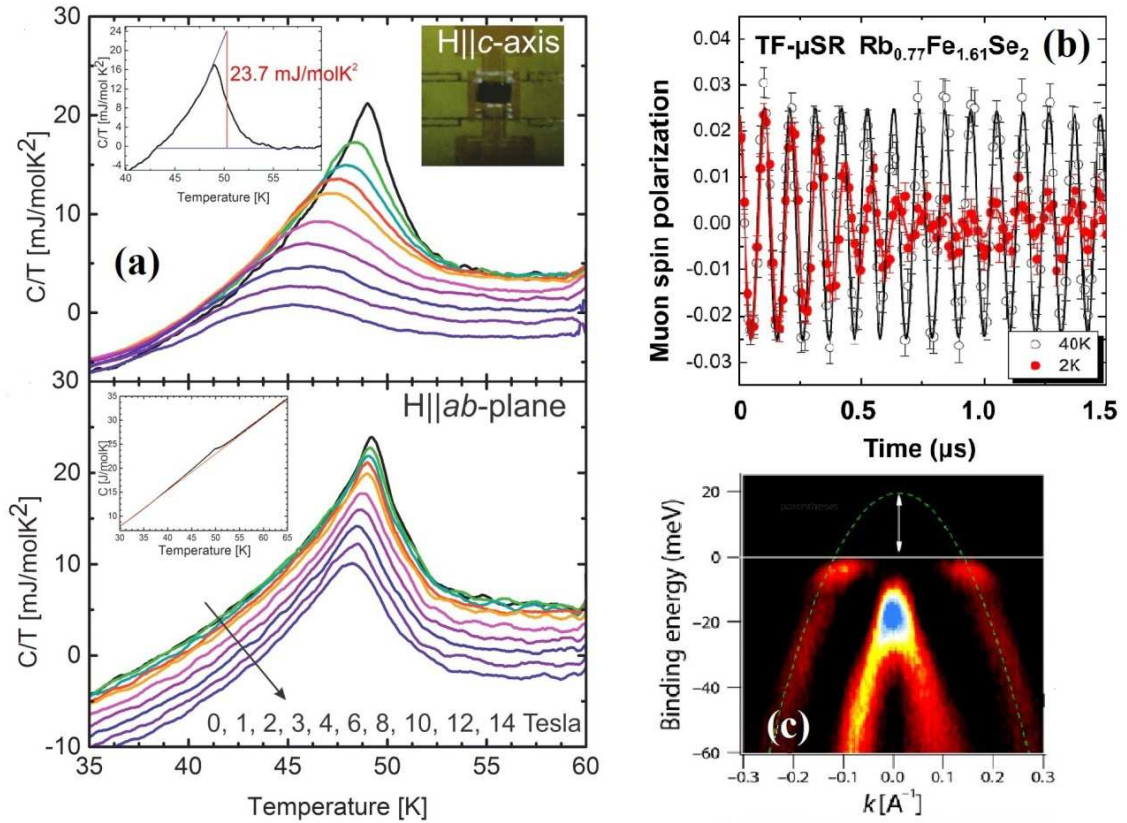 30
20
10
0
C/T [mJ/molK²]
(a)
H||c-axis
24
20
16
12
8
4
0
-4
C/T [mJ/mol K²]
23.7 mJ/molK²
40 45 50 55
Temperature [K]
30
20
10
0
-10
C/T [mJ/molK²]
H||ab-plane
35
30
25
20
15
10
C [J/molK]
30 35 40 45 50 55 60 65
Temperature [K]
0, 1, 2, 3, 4, 6, 8, 10, 12, 14 Tesla
35 40 45 50 55 60
Temperature [K]
0.04
0.03
0.02
0.01
0.00
-0.01
-0.02
-0.03
Muon spin polarization
TF-μSR Rb0.77Fe1.61Se2 (b)
40K
2K
0 0.5 1.0 1.5
Time (μs)
20
0
-20
-40
-60
Binding energy (meV)
(c)
-0.3 -0.2 -0.1 0.0 0.1 0.2 0.3
k [A⁻¹]